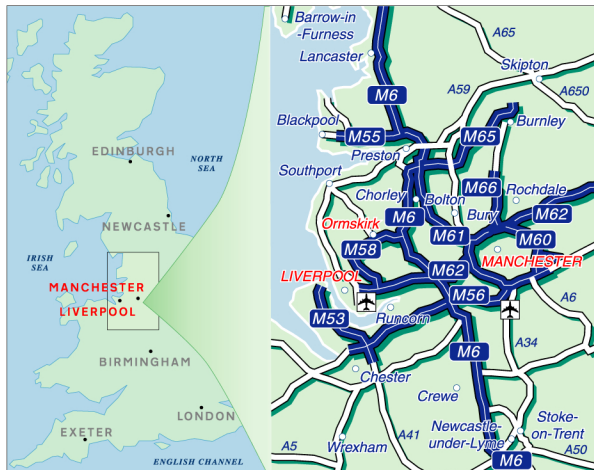 EDINBURGH
NORTH
SEA
NEWCASTLE
IRISH
SEA
MANCHESTER
LIVERPOOL
BIRMINGHAM
LONDON
EXETER
ENGLISH CHANNEL
Barrow-in
-Furness
A65
Lancaster
Skipton
M6
A59
A650
Blackpool
M55
M65
Burnley
Preston
Southport
M66
Chorley
Bolton
Rochdale
M6
Bury
M62
Ormskirk
M61
M60
M58
MANCHESTER
LIVERPOOL
M62
M56
A6
M53
Runcorn
A34
M6
Chester
Crewe
Newcastle-
under-Lyme
Stoke-
on-Trent
A5
Wrexham
A41
A50
M6